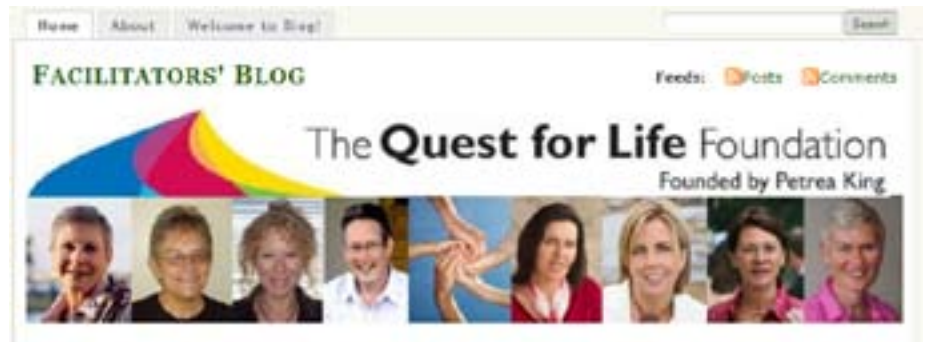 Home About Welcome to Blog!
Search
FACILITATORS' BLOG
Feeds: Posts Comments
The Quest for Life Foundation
Founded by Petrea King